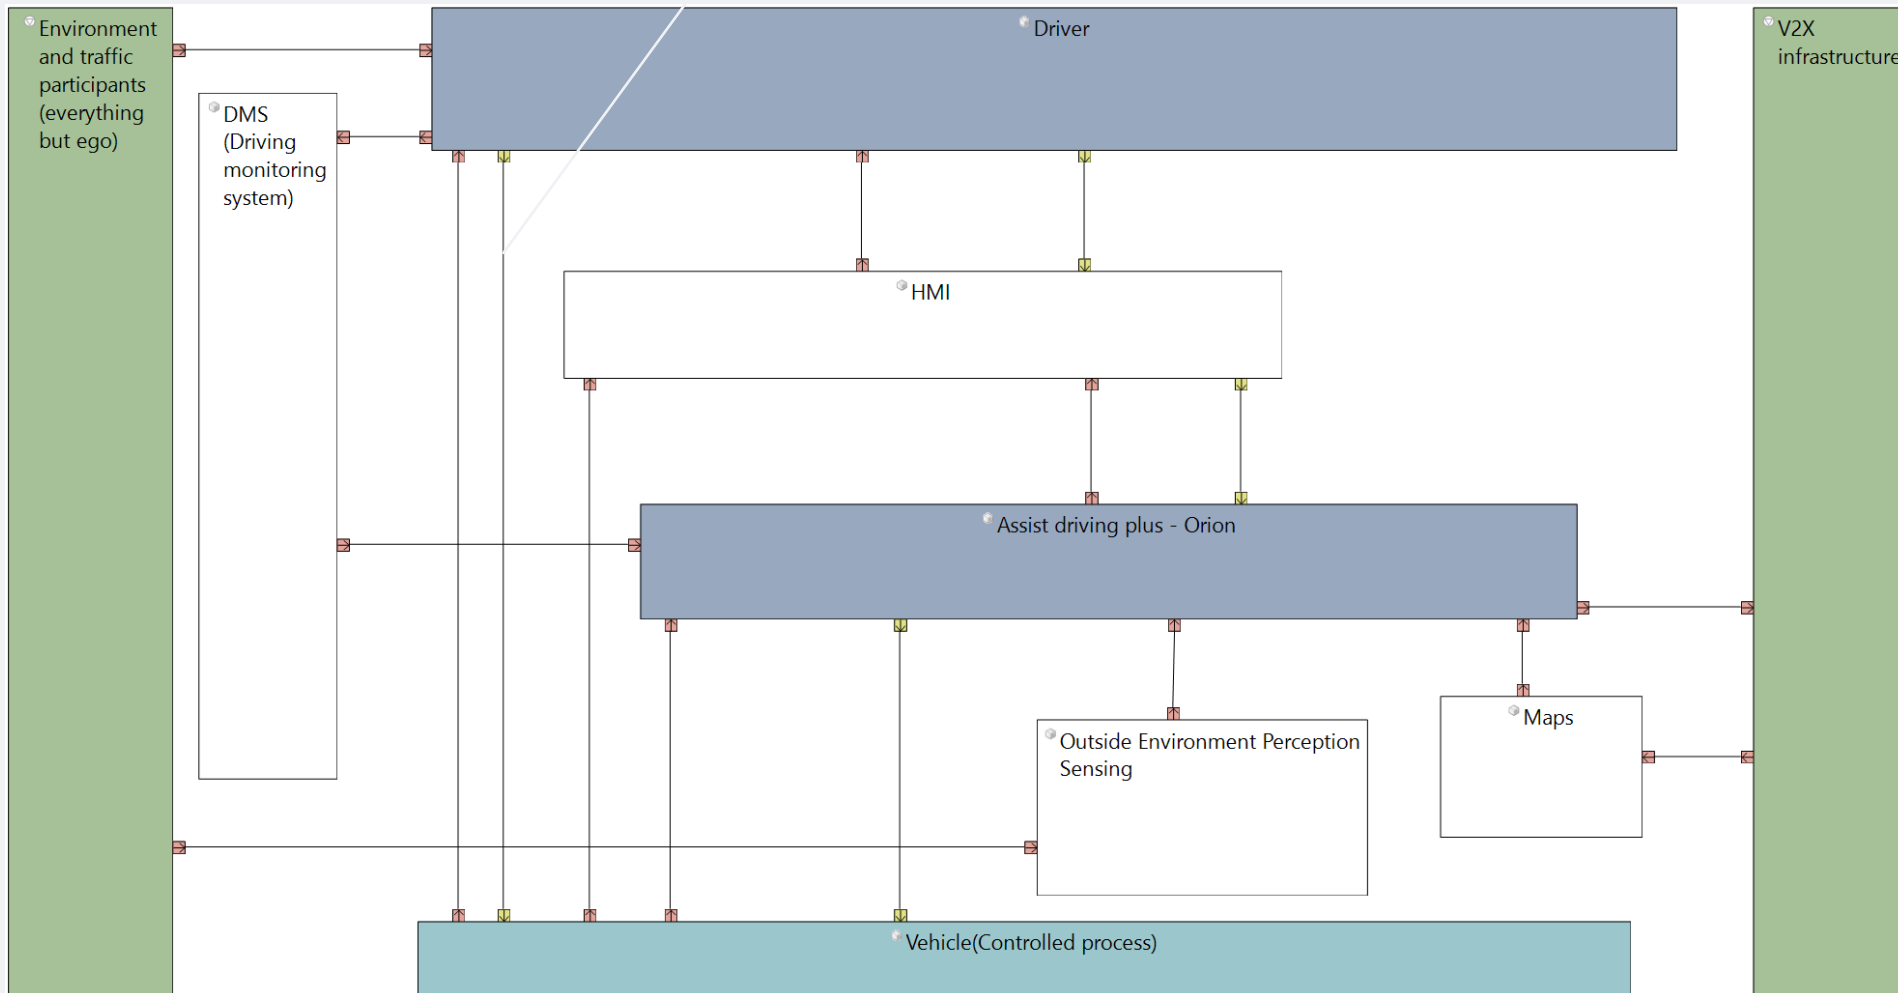 Environment
and traffic
participants
(everything
but ego)
Driver
V2X
infrastructure
DMS
(Driving
monitoring
system)
HMI
Assist driving plus - Orion
Outside Environment Perception
Sensing
Maps
Vehicle(Controlled process)